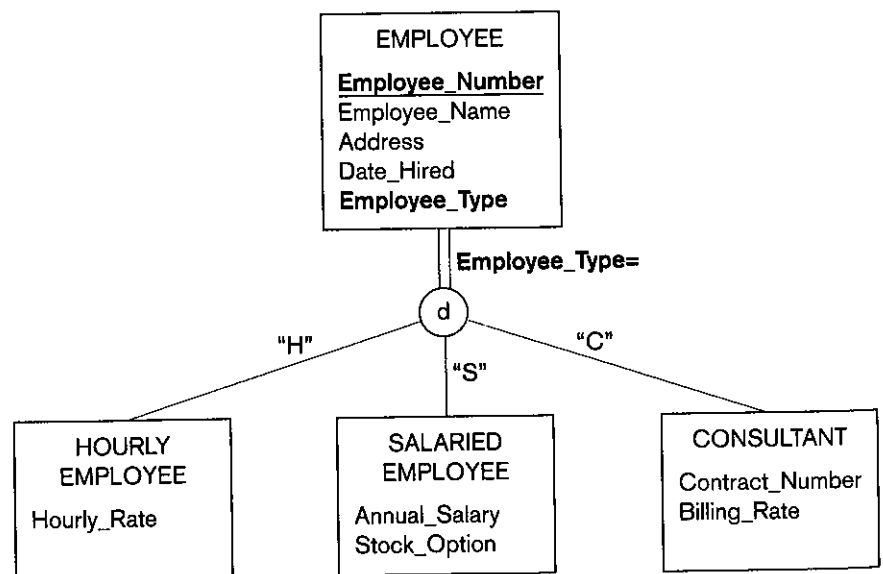 EMPLOYEE
Employee_Number
Employee_Name
Address
Date_Hired
Employee_Type
Employee_Type=
d
“H”
“S”
“C”
HOURLY
EMPLOYEE
Hourly_Rate
SALARIED
EMPLOYEE
Annual_Salary
Stock_Option
CONSULTANT
Contract_Number
Billing_Rate